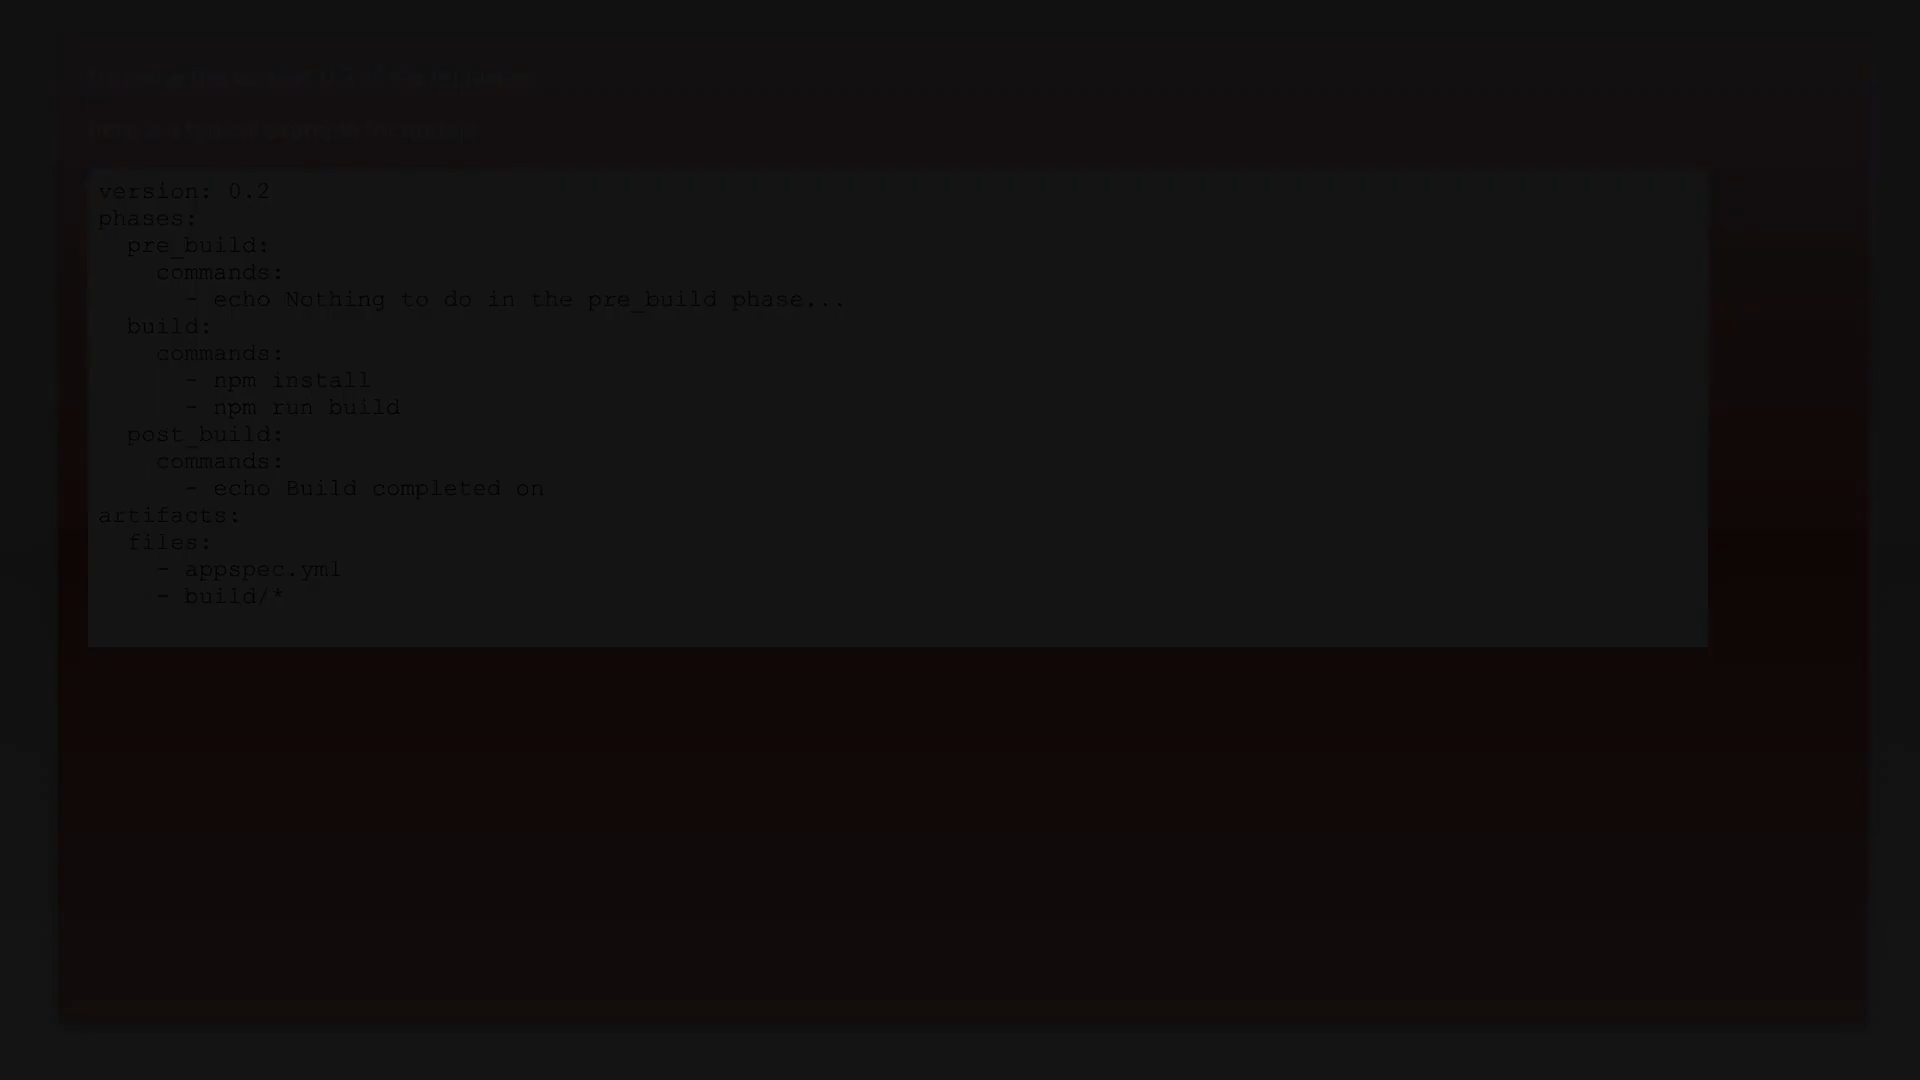 version: 0.2
phases:
  pre_build:
    commands:
      - echo Nothing to do in the pre_build phase...
  build:
    commands:
      - npm install
      - npm run build
  post_build:
    commands:
      - echo Build completed on
artifacts:
  files:
    - appspec.yml
    - build/*